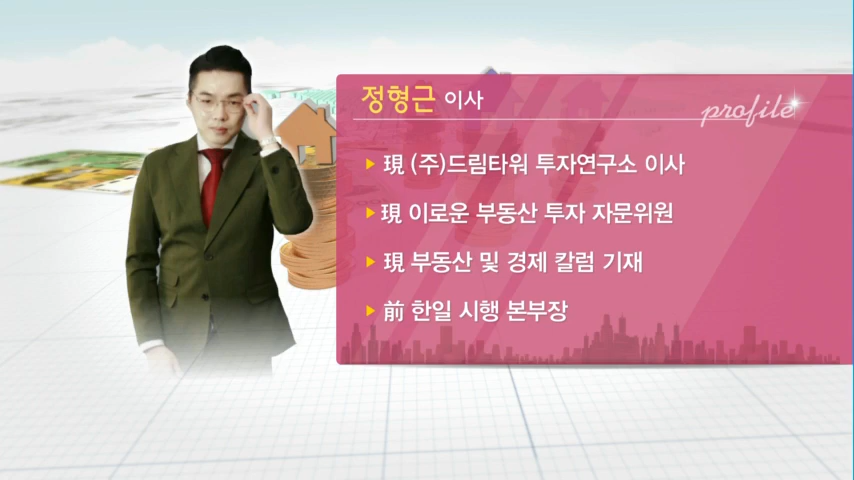 정형근 이사
profile
▶ 現 (주)드림타워 투자연구소 이사
▶ 現 이로운 부동산 투자 자문위원
▶ 現 부동산 및 경제 칼럼 기재
▶ 前 한일 시행 본부장